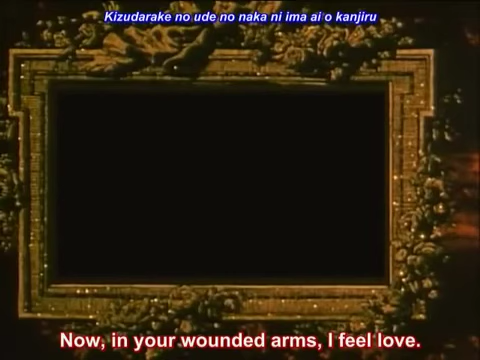 Kizudarake no ude no naka ni ima ai o kanjiru
Now, in your wounded arms, I feel love.